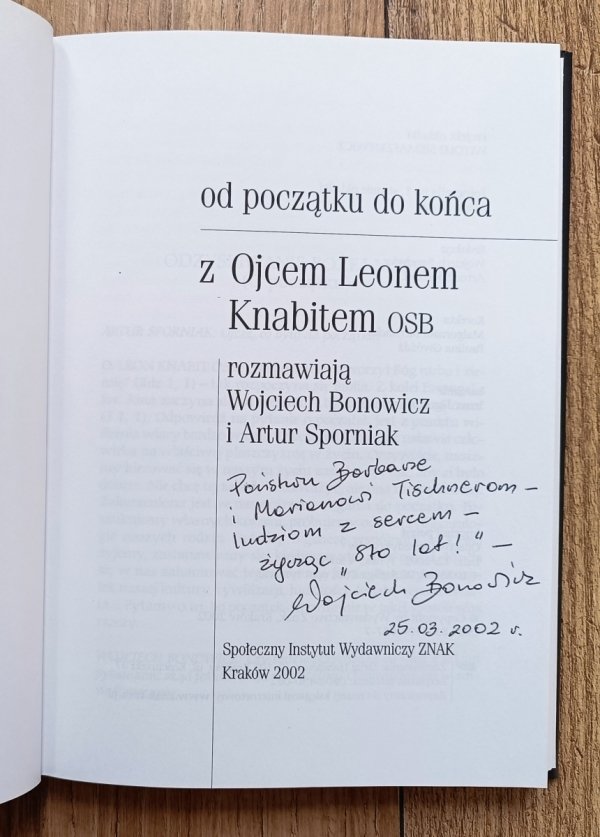 od początku do końca
z Ojcem Leonem
Knabitem OSB
rozmawiają
Wojciech Bonowicz
i Artur Sporniak
Państwu Barbarze
i Marianowi Tischnerom –
ludziom z sercem –
życząc „sto lat!" –
Wojciech Bonowicz
25.03.2002 r.
Społeczny Instytut Wydawniczy ZNAK
Kraków 2002